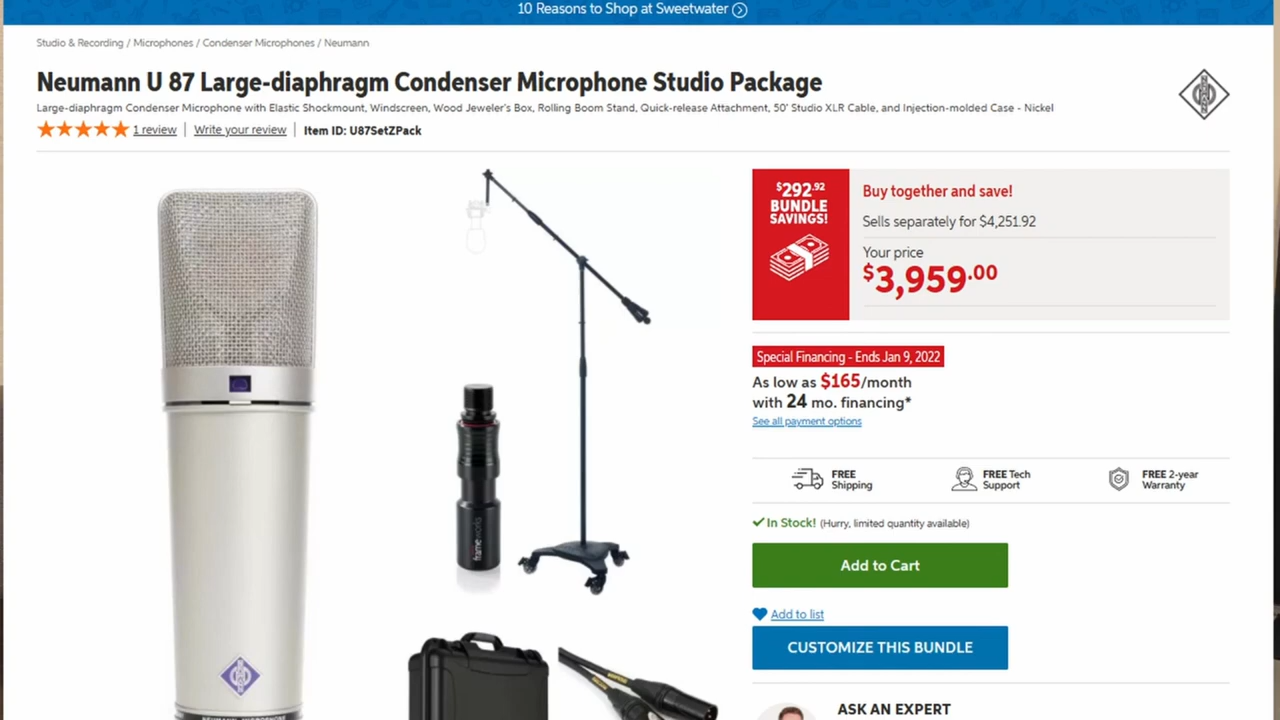 10 Reasons to Shop at Sweetwater
Studio & Recording / Microphones / Condenser Microphones / Neumann
Neumann U 87 Large-diaphragm Condenser Microphone Studio Package
Large-diaphragm Condenser Microphone with Elastic Shockmount, Windscreen, Wood Jeweler's Box, Rolling Boom Stand, Quick-release Attachment, 50' Studio XLR Cable, and Injection-molded Case - Nickel
1 review | Write your review | Item ID: U87SetZPack
$292.92
BUNDLE
SAVINGS!
Buy together and save!
Sells separately for $4,251.92
Your price
$3,959.00
Special Financing - Ends Jan 9, 2022
As low as $165/month
with 24 mo. financing*
See all payment options
FREE
Shipping
FREE Tech
Support
FREE 2-year
Warranty
In Stock! (Hurry, limited quantity available)
Add to Cart
Add to list
CUSTOMIZE THIS BUNDLE
ASK AN EXPERT
frameworks